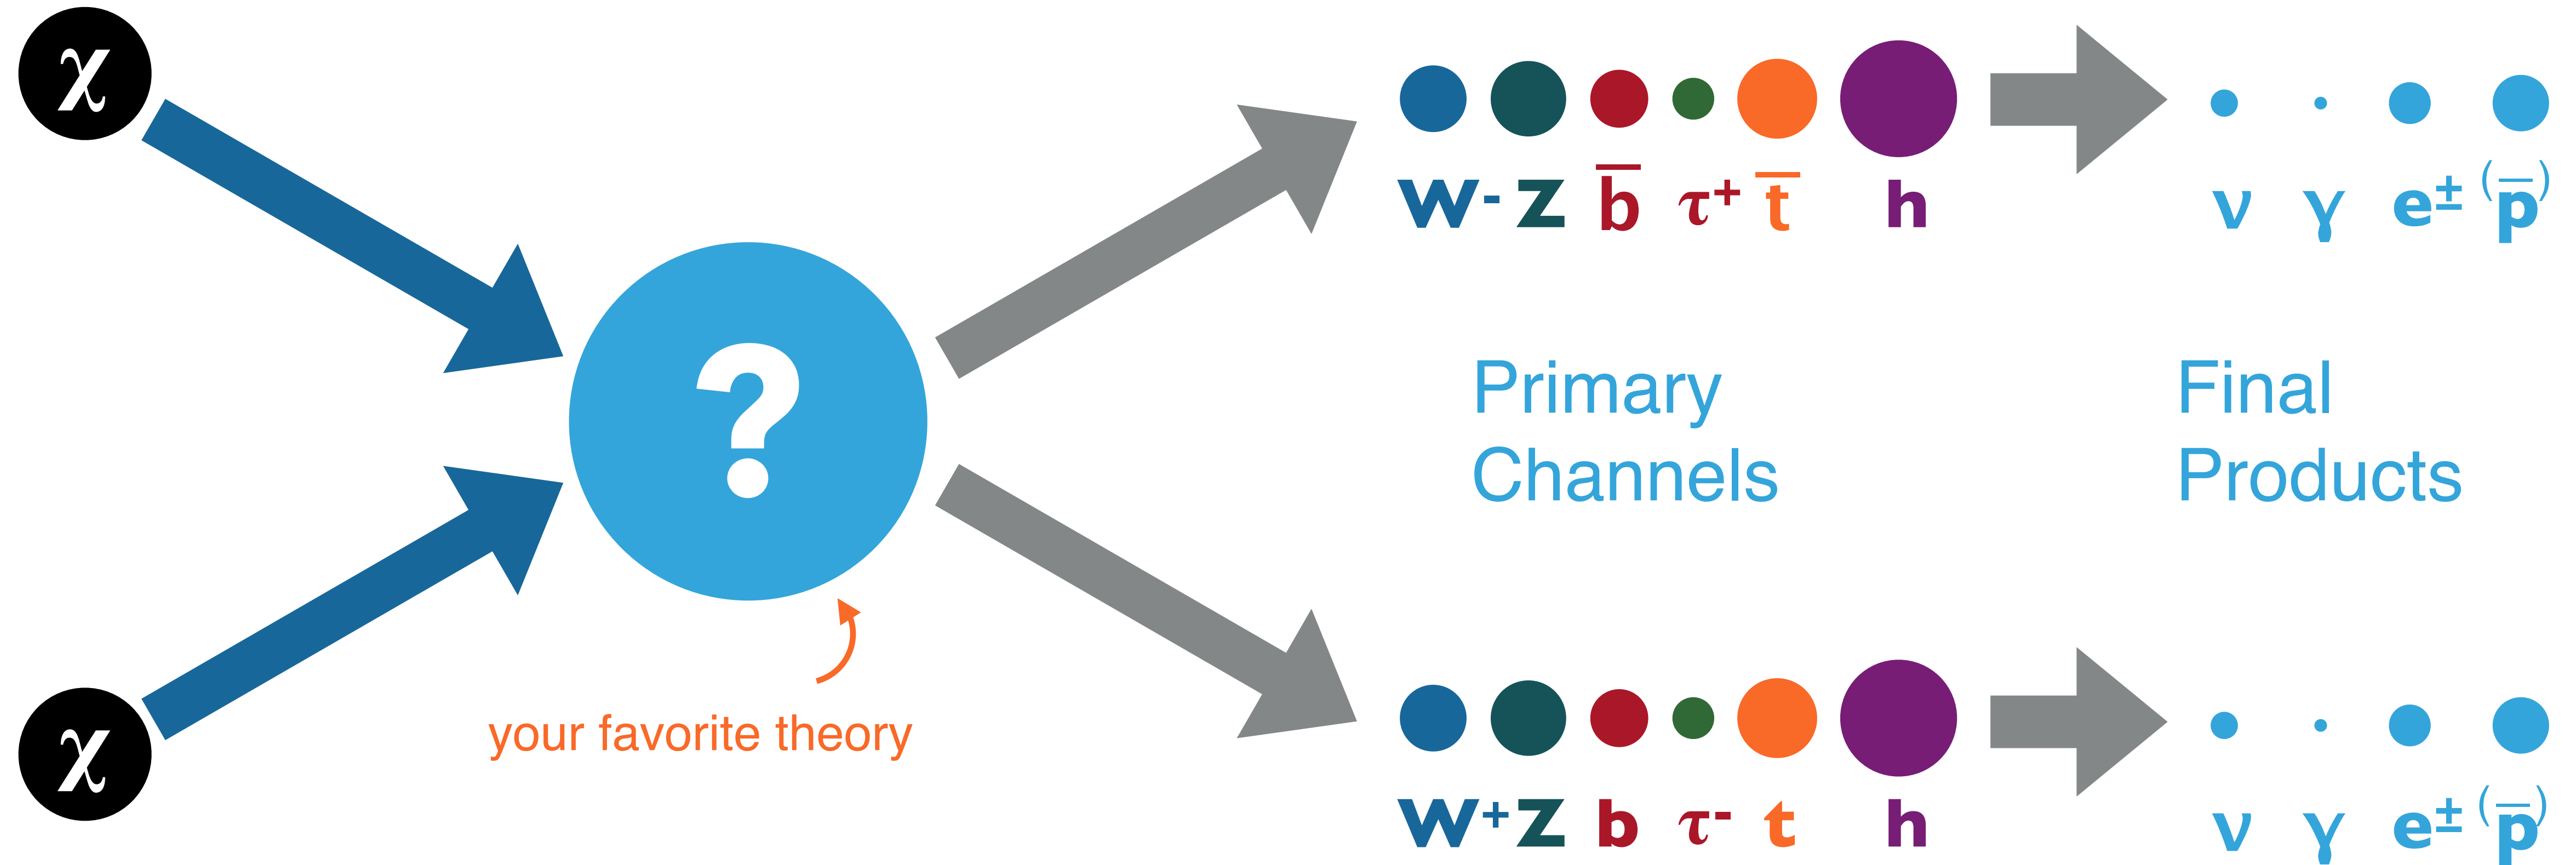 χ
W⁻ Z b̅ τ⁺ t̅ h
ν γ e± (p̅)
?
Primary
Channels
Final
Products
your favorite theory
χ
W⁺ Z b τ⁻ t h
ν γ e± (p̅)